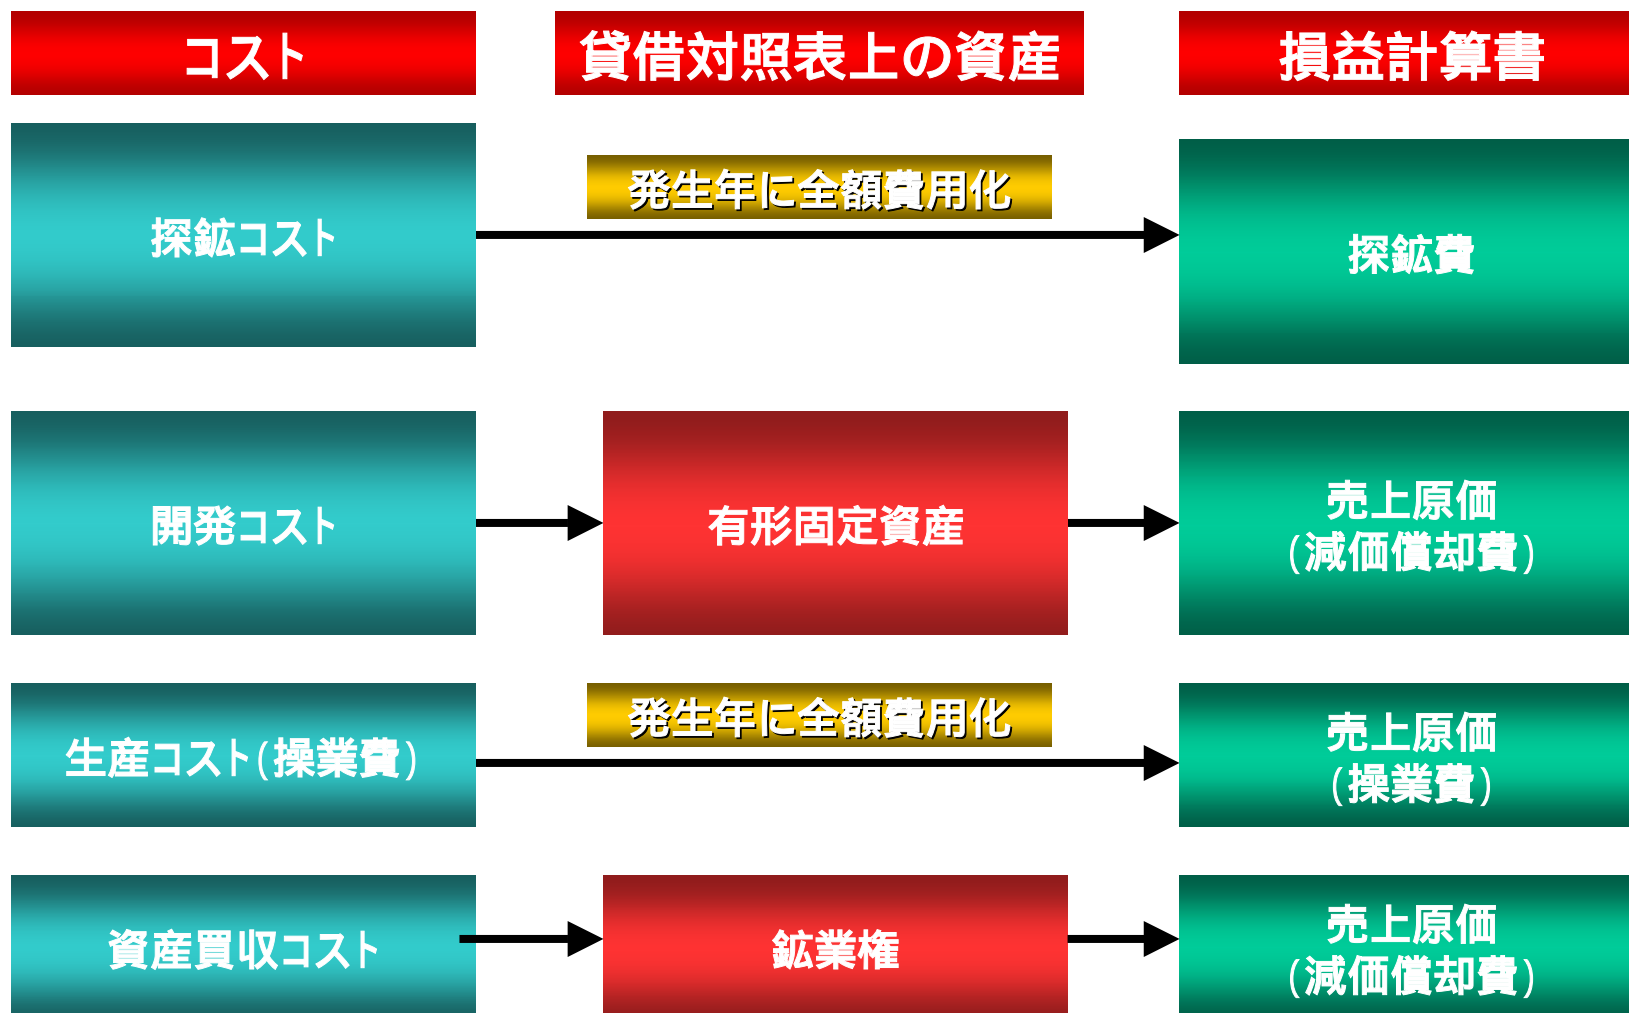 コスト
貸借対照表上の資産
損益計算書
発生年に全額費用化
探鉱コスト
探鉱費
開発コスト
有形固定資産
売上原価
(減価償却費)
発生年に全額費用化
生産コスト(操業費)
売上原価
(操業費)
資産買収コスト
鉱業権
売上原価
(減価償却費)